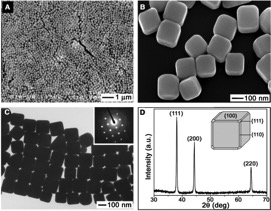 A
1 µm
B
100 nm
C
100 nm
D
(111)
(200)
(220)
(100)
(111)
(110)
Intensity (a.u.)
30 40 50 60 70
2θ (deg)